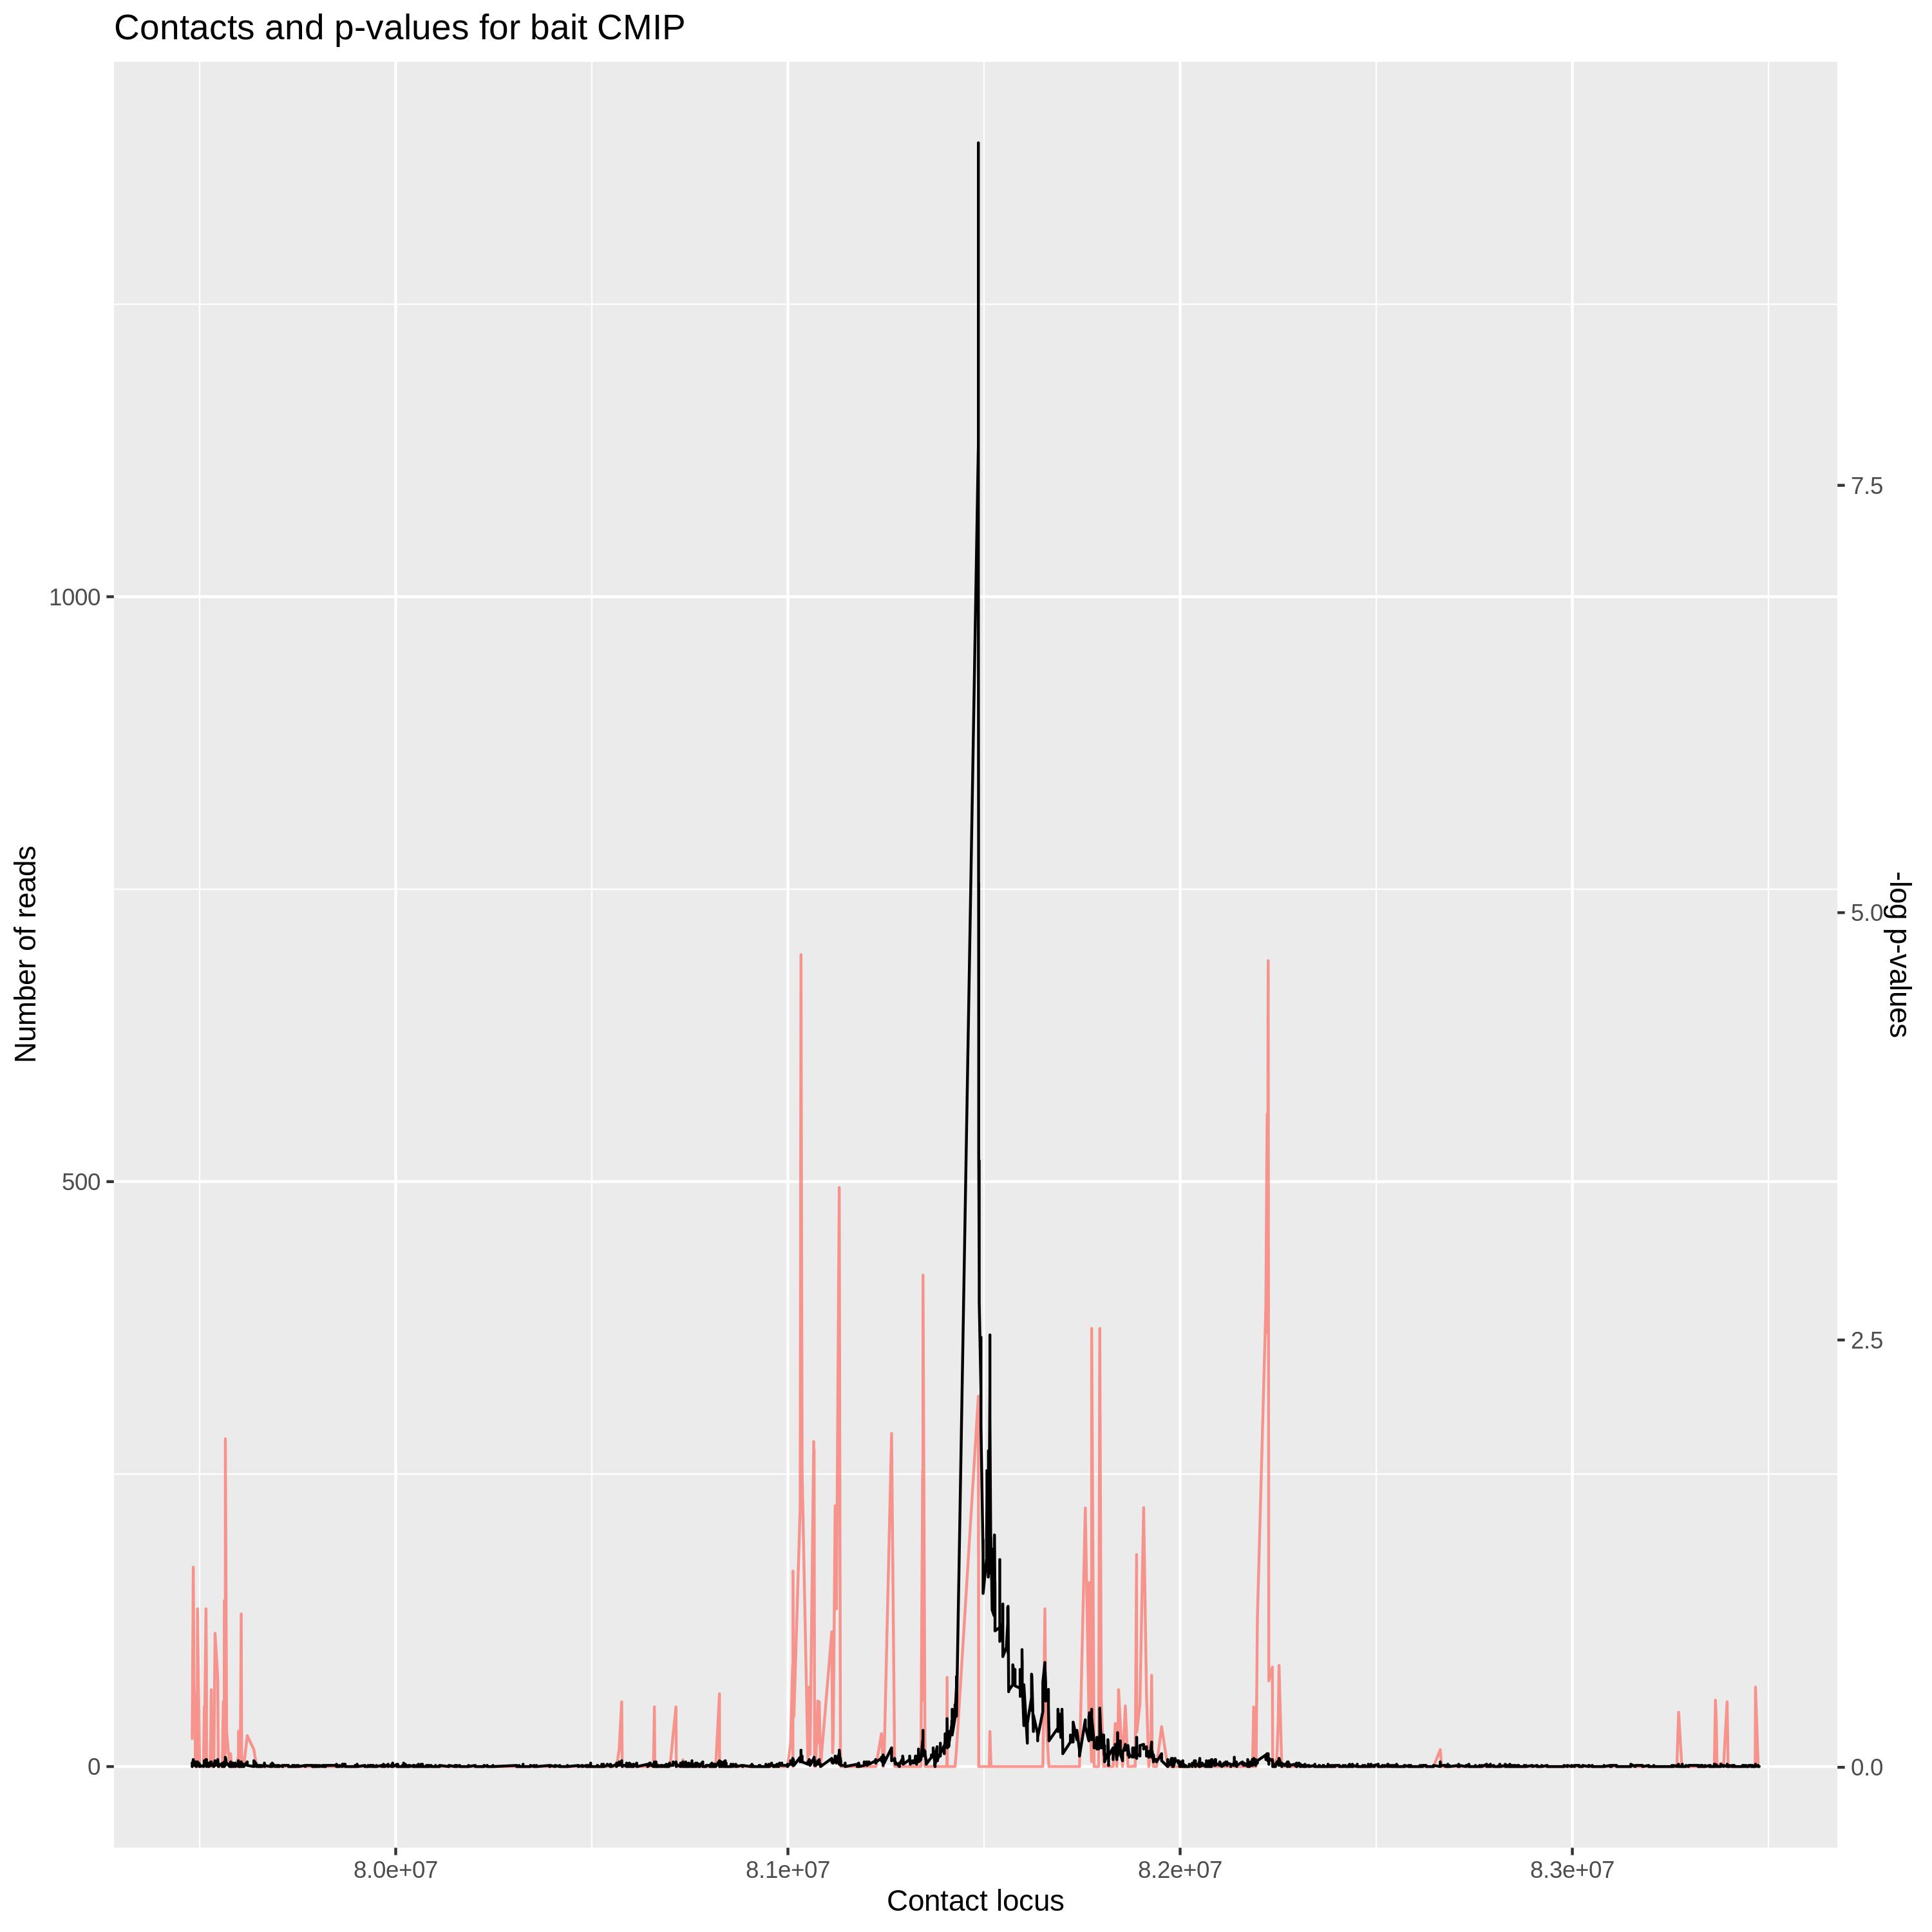 Contacts and p-values for bait CMIP
Number of reads
1000
500
0
7.5
5.0
2.5
0.0
-log p-values
8.0e+07
8.1e+07
8.2e+07
8.3e+07
Contact locus